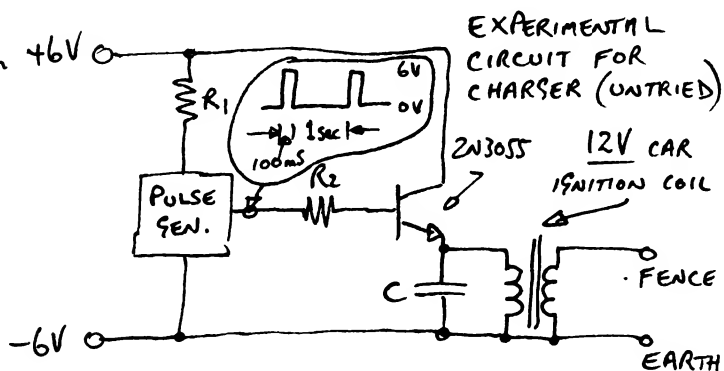 +6V
EXPERIMENTAL
CIRCUIT FOR
CHARGER (UNTRIED)
R1
6V
0V
1sec
100mS
2N3055
12V CAR
IGNITION COIL
PULSE
GEN.
R2
C
FENCE
-6V
EARTH